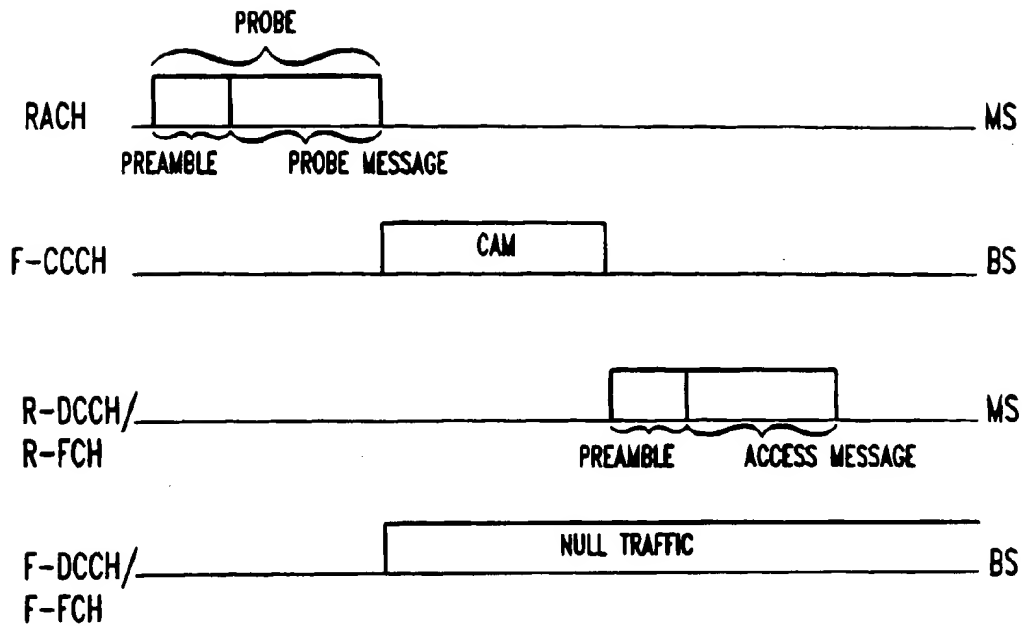 PROBE
RACH
MS
PREAMBLE
PROBE MESSAGE
F-CCCH
CAM
BS
R-DCCH/
R-FCH
MS
PREAMBLE
ACCESS MESSAGE
F-DCCH/
F-FCH
NULL TRAFFIC
BS